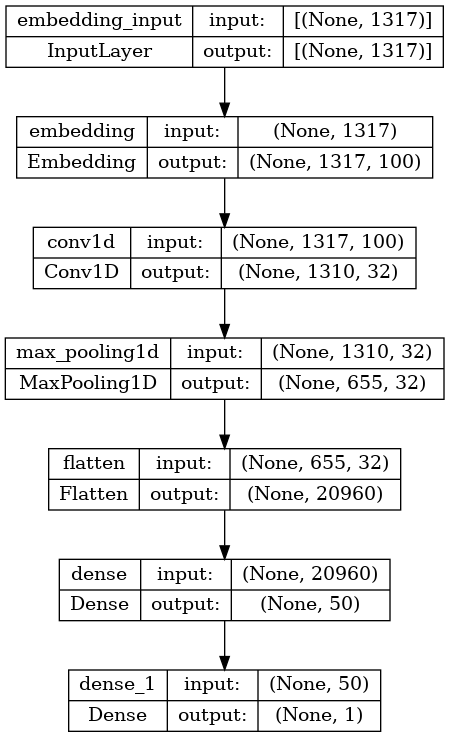 embedding_input input: [(None, 1317)]
InputLayer output: [(None, 1317)]
embedding input: (None, 1317)
Embedding output: (None, 1317, 100)
conv1d input: (None, 1317, 100)
Conv1D output: (None, 1310, 32)
max_pooling1d input: (None, 1310, 32)
MaxPooling1D output: (None, 655, 32)
flatten input: (None, 655, 32)
Flatten output: (None, 20960)
dense input: (None, 20960)
Dense output: (None, 50)
dense_1 input: (None, 50)
Dense output: (None, 1)